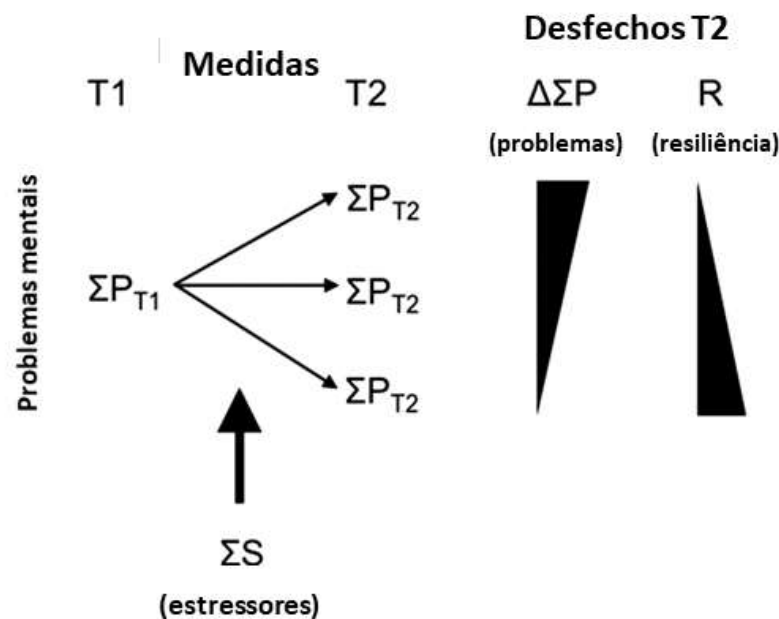 Desfechos T2
Medidas
T1 T2 ΔΣP R
(problemas) (resiliência)
Problemas mentais
ΣP_T2
ΣP_T1 ΣP_T2
ΣP_T2
ΣS
(estressores)